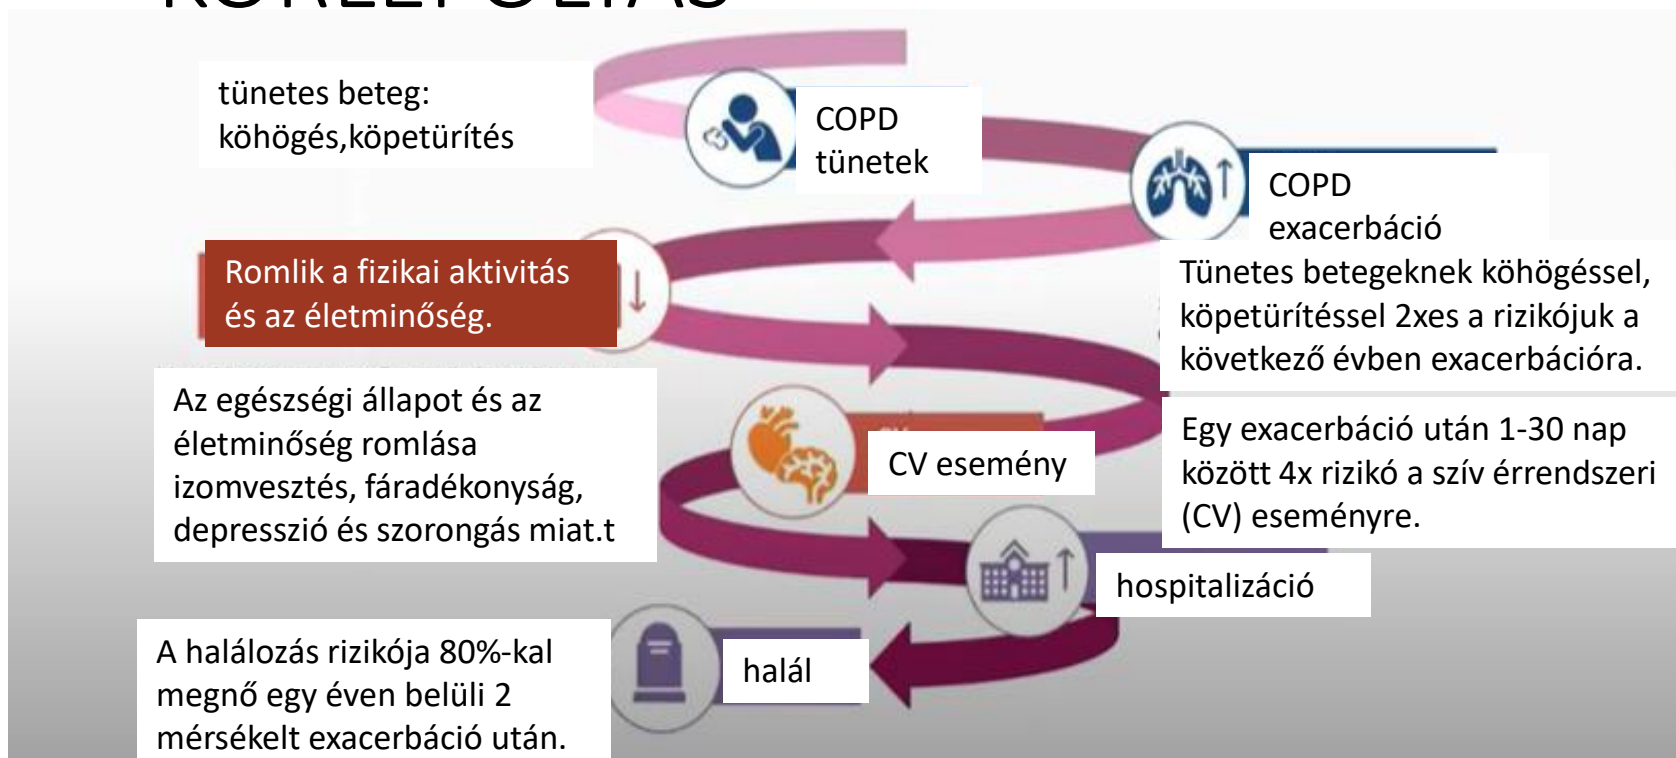 tünetes beteg:
köhögés,köpetürítés
COPD
tünetek
COPD
exacerbáció
Romlik a fizikai aktivitás
és az életminőség.
Tünetes betegeknek köhögéssel,
köpetürítéssel 2xes a rizikójuk a
következő évben exacerbációra.
Az egészségi állapot és az
életminőség romlása
izomvesztés, fáradékonyság,
depresszió és szorongás miat.t
CV esemény
Egy exacerbáció után 1-30 nap
között 4x rizikó a szív érrendszeri
(CV) eseményre.
hospitalizáció
A halálozás rizikója 80%-kal
megnő egy éven belüli 2
mérsékelt exacerbáció után.
halál